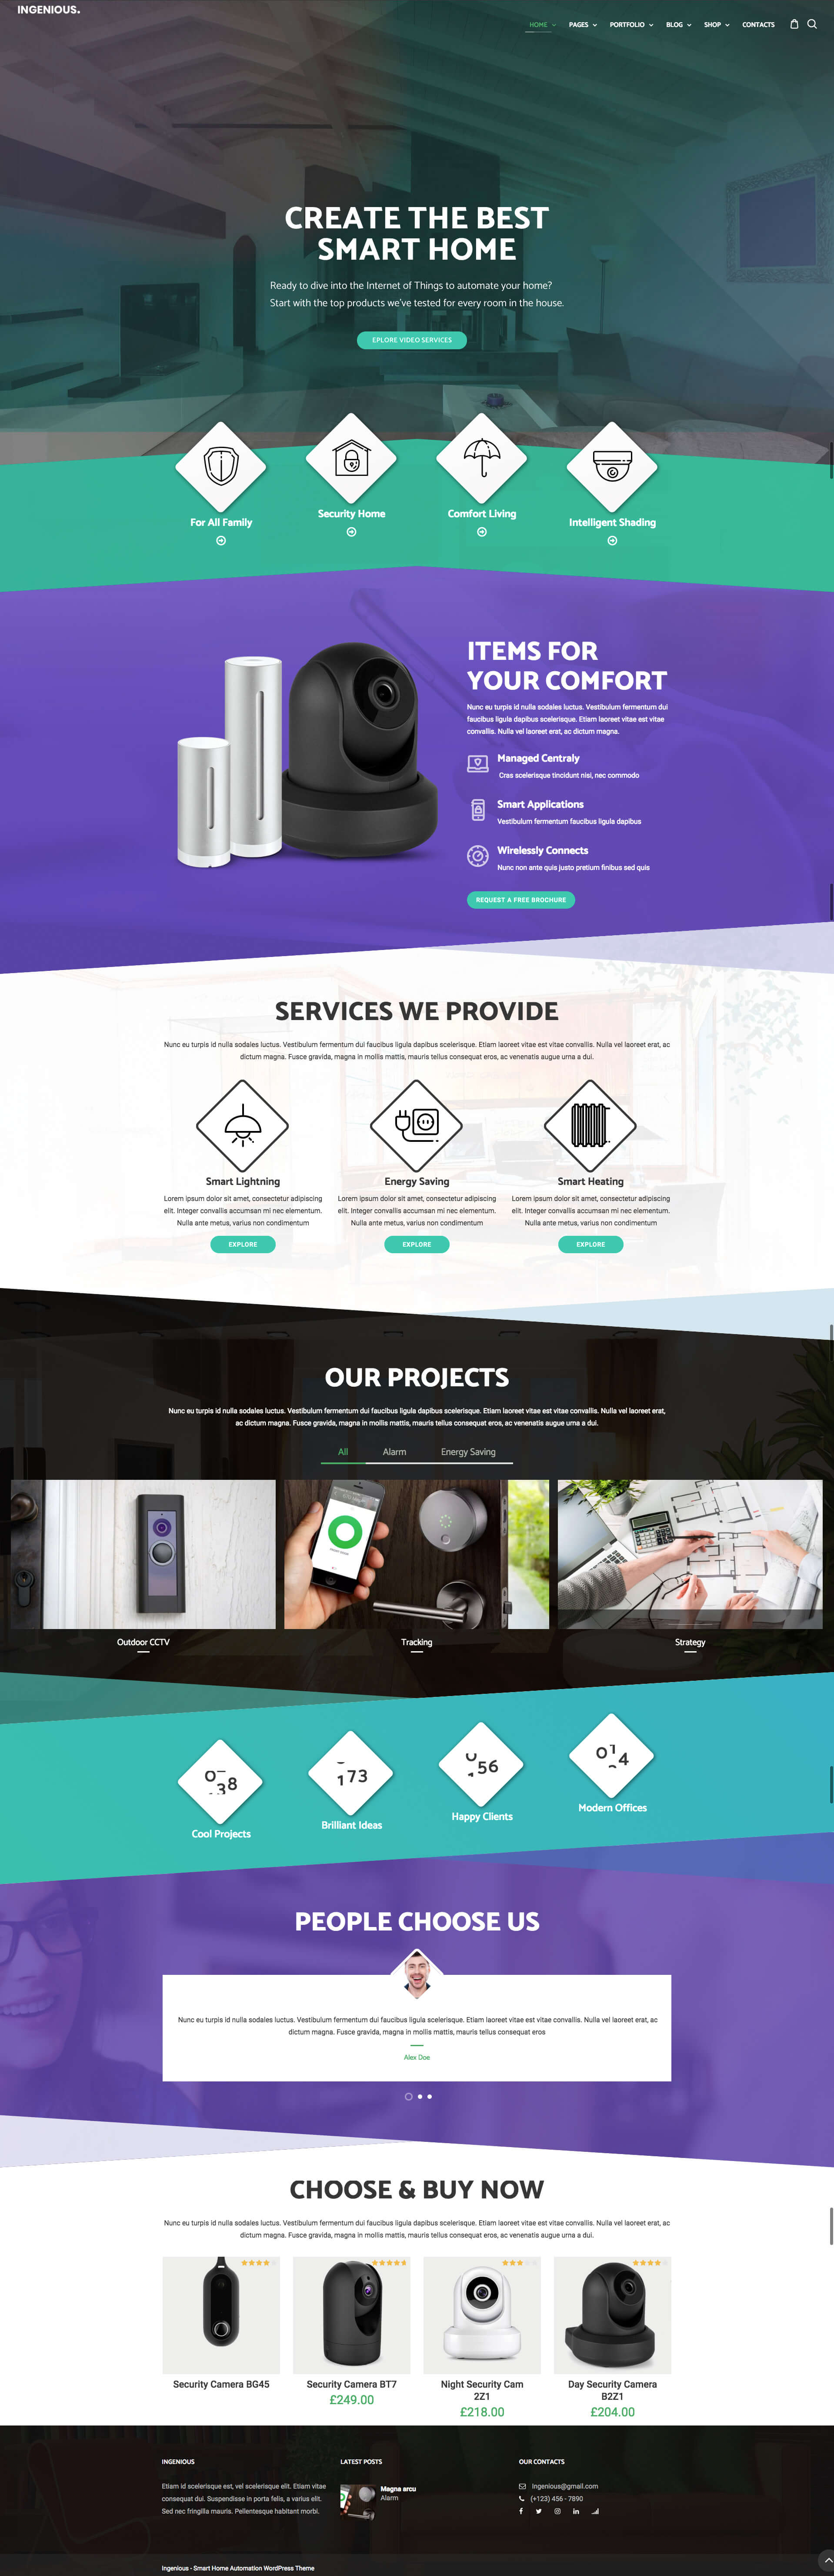 INGENIOUS.
HOME PAGES PORTFOLIO BLOG SHOP CONTACTS
CREATE THE BEST
SMART HOME
Ready to dive into the Internet of Things to automate your home?
Start with the top products we've tested for every room in the house.
EPLORE VIDEO SERVICES
For All Family
Security Home
Comfort Living
Intelligent Shading
ITEMS FOR
YOUR COMFORT
Nunc eu turpis id nulla sodales luctus. Vestibulum fermentum dui
faucibus ligula dapibus scelerisque. Etiam laoreet vitae est vitae
convallis. Nulla vel laoreet erat, ac dictum magna.
Managed Centraly
Cras scelerisque tincidunt nisi, nec commodo
Smart Applications
Vestibulum fermentum faucibus ligula dapibus
Wirelessly Connects
Nunc non ante quis justo pretium finibus sed quis
REQUEST A FREE BROCHURE
SERVICES WE PROVIDE
Nunc eu turpis id nulla sodales luctus. Vestibulum fermentum dui faucibus ligula dapibus scelerisque. Etiam laoreet vitae est vitae convallis. Nulla vel laoreet erat, ac
dictum magna. Fusce gravida, magna in mollis mattis, mauris tellus consequat eros, ac venenatis augue urna a dui.
Smart Lightning
Lorem ipsum dolor sit amet, consectetur adipiscing
elit. Integer convallis accumsan mi nec elementum.
Nulla ante metus, varius non condimentum
EXPLORE
Energy Saving
Lorem ipsum dolor sit amet, consectetur adipiscing
elit. Integer convallis accumsan mi nec elementum.
Nulla ante metus, varius non condimentum
EXPLORE
Smart Heating
Lorem ipsum dolor sit amet, consectetur adipiscing
elit. Integer convallis accumsan mi nec elementum.
Nulla ante metus, varius non condimentum
EXPLORE
OUR PROJECTS
Nunc eu turpis id nulla sodales luctus. Vestibulum fermentum dui faucibus ligula dapibus scelerisque. Etiam laoreet vitae est vitae convallis. Nulla vel laoreet erat,
ac dictum magna. Fusce gravida, magna in mollis mattis, mauris tellus consequat eros, ac venenatis augue urna a dui.
All Alarm Energy Saving
Outdoor CCTV
Tracking
Strategy
Cool Projects
Brilliant Ideas
Happy Clients
Modern Offices
PEOPLE CHOOSE US
Nunc eu turpis id nulla sodales luctus. Vestibulum fermentum dui faucibus ligula dapibus scelerisque. Etiam laoreet vitae est vitae convallis. Nulla vel laoreet erat, ac
dictum magna. Fusce gravida, magna in mollis mattis, mauris tellus consequat eros
Alex Doe
CHOOSE & BUY NOW
Nunc eu turpis id nulla sodales luctus. Vestibulum fermentum dui faucibus ligula dapibus scelerisque. Etiam laoreet vitae est vitae convallis. Nulla vel laoreet erat, ac
dictum magna. Fusce gravida, magna in mollis mattis, mauris tellus consequat eros, ac venenatis augue urna a dui.
Security Camera BG45
Security Camera BT7
£249.00
Night Security Cam
2Z1
£218.00
Day Security Camera
B2Z1
£204.00
INGENIOUS
Etiam id scelerisque est, vel scelerisque elit. Etiam vitae
consequat dui. Suspendisse in porta felis, a varius elit.
Sed nec fringilla mauris. Pellentesque habitant morbi.
LATEST POSTS
Magna arcu
Alarm
OUR CONTACTS
Ingenious@gmail.com
(+123) 456 - 7890
Ingenious - Smart Home Automation WordPress Theme